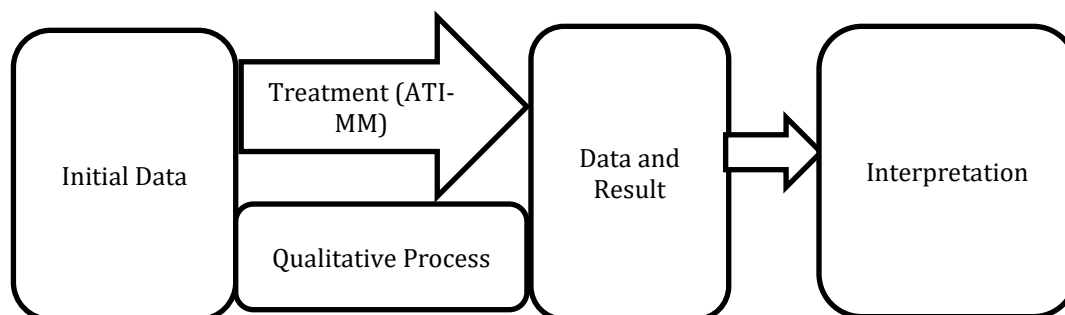 Initial Data
Treatment (ATI-
MM)
Qualitative Process
Data and
Result
Interpretation